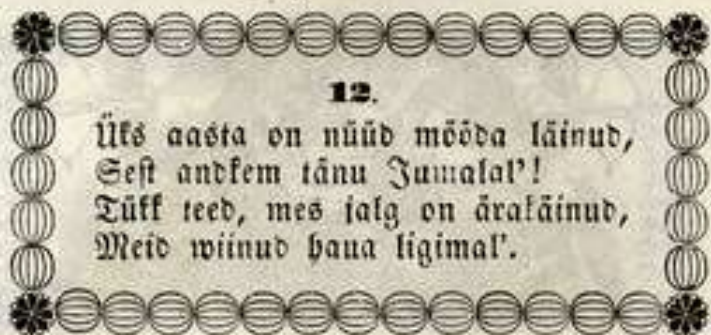 12.
Üks aasta on nüüd mööda läinud,
Sest andkem tänu Jumalal'!
Tükk teed, mes jalg on ärakäinud,
Meid wiinud haua ligimal'.